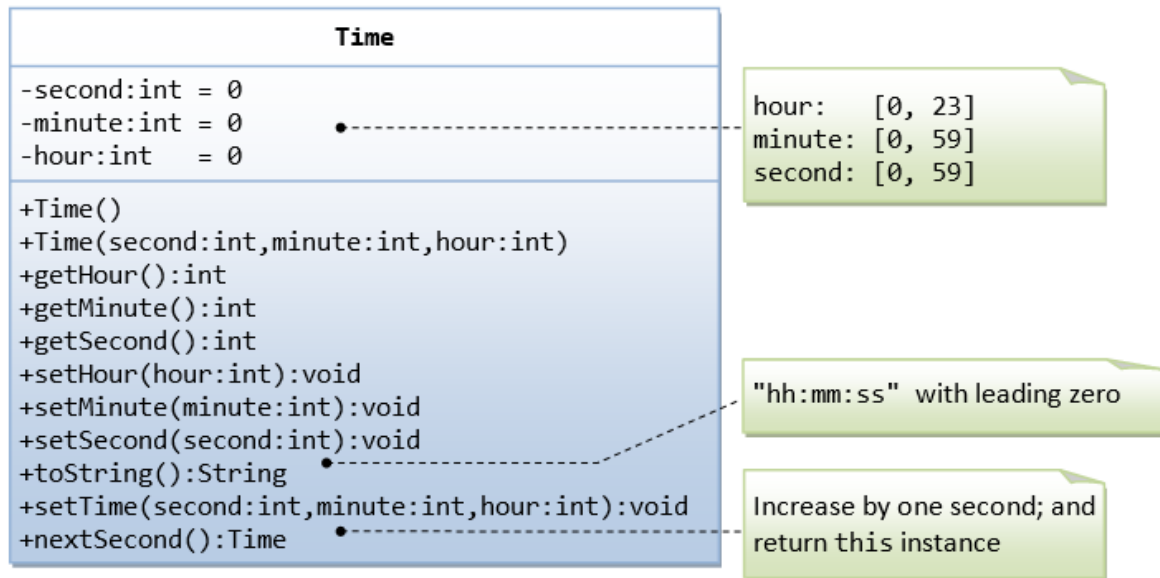 Time
-second:int = 0
-minute:int = 0
-hour:int   = 0
hour:   [0, 23]
minute: [0, 59]
second: [0, 59]
+Time()
+Time(second:int,minute:int,hour:int)
+getHour():int
+getMinute():int
+getSecond():int
+setHour(hour:int):void
+setMinute(minute:int):void
+setSecond(second:int):void
+toString():String
+setTime(second:int,minute:int,hour:int):void
+nextSecond():Time
"hh:mm:ss" with leading zero
Increase by one second; and
return this instance